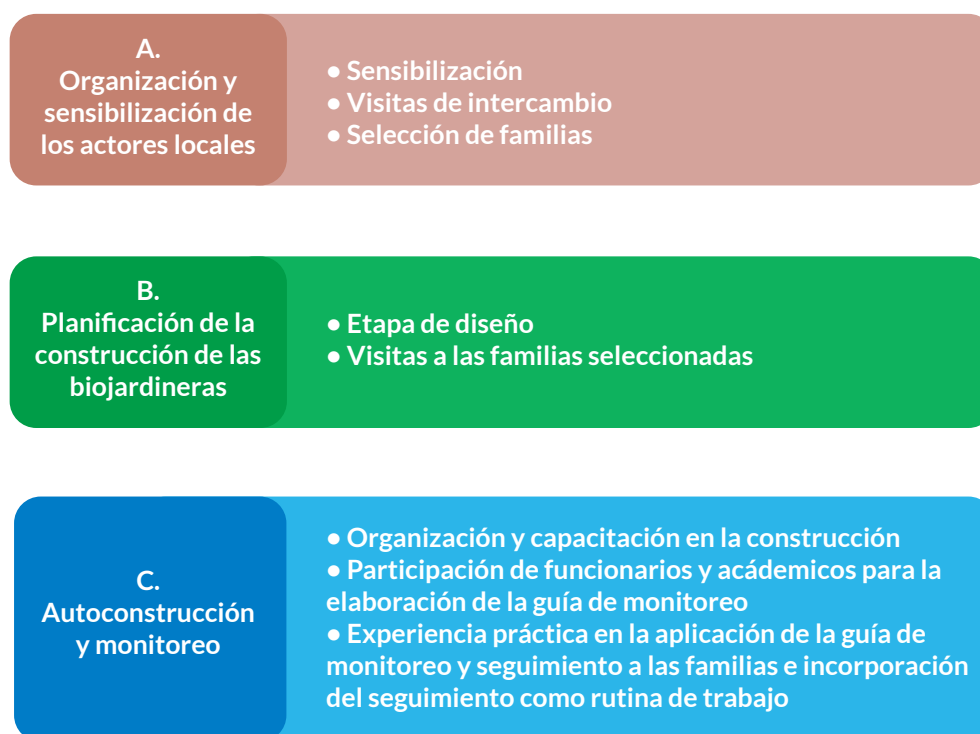 A.
Organización y
sensibilización de
los actores locales
● Sensibilización
● Visitas de intercambio
● Selección de familias
B.
Planificación de la
construcción de las
biojardineras
● Etapa de diseño
● Visitas a las familias seleccionadas
C.
Autoconstrucción
y monitoreo
● Organización y capacitación en la construcción
● Participación de funcionarios y acádemicos para la
elaboración de la guía de monitoreo
● Experiencia práctica en la aplicación de la guía de
monitoreo y seguimiento a las familias e incorporación
del seguimiento como rutina de trabajo